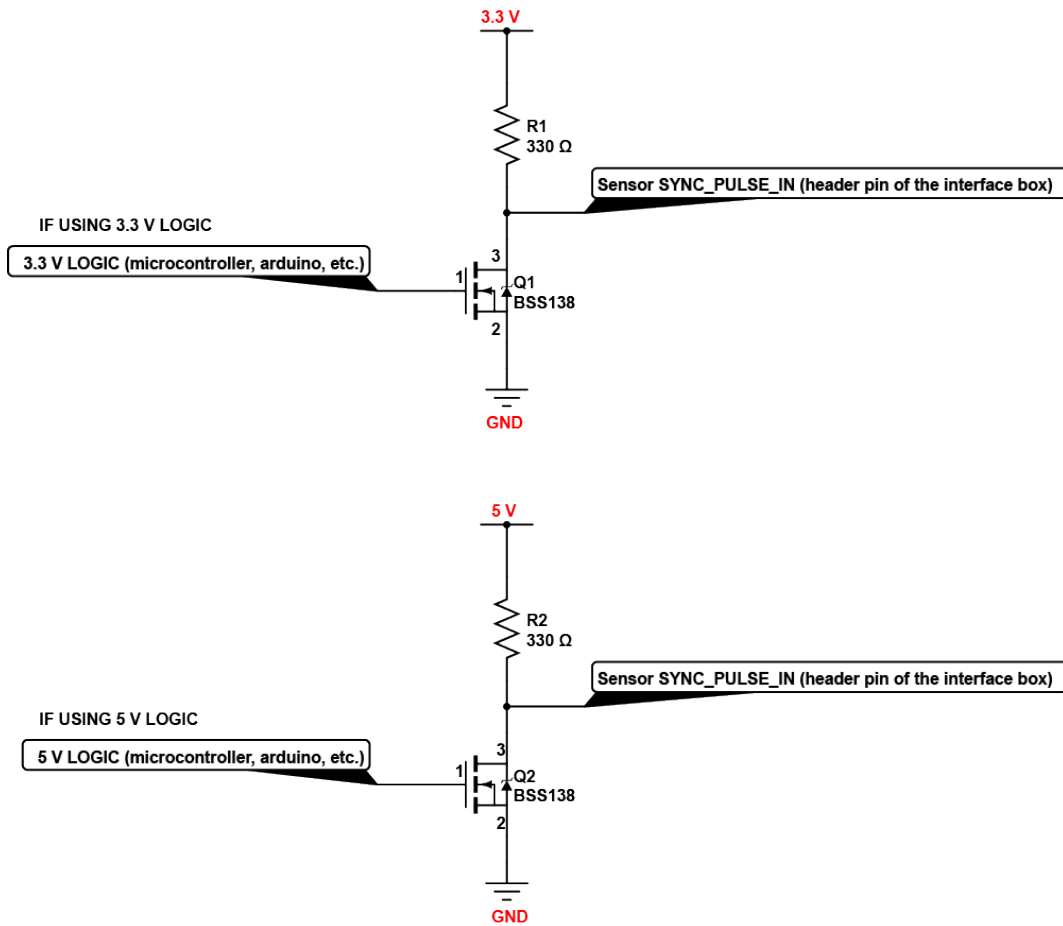 3.3 V
R1
330 Ω
Sensor SYNC_PULSE_IN (header pin of the interface box)
IF USING 3.3 V LOGIC
3.3 V LOGIC (microcontroller, arduino, etc.)
3
1
Q1
BSS138
2
GND
5 V
R2
330 Ω
Sensor SYNC_PULSE_IN (header pin of the interface box)
IF USING 5 V LOGIC
5 V LOGIC (microcontroller, arduino, etc.)
3
1
Q2
BSS138
2
GND